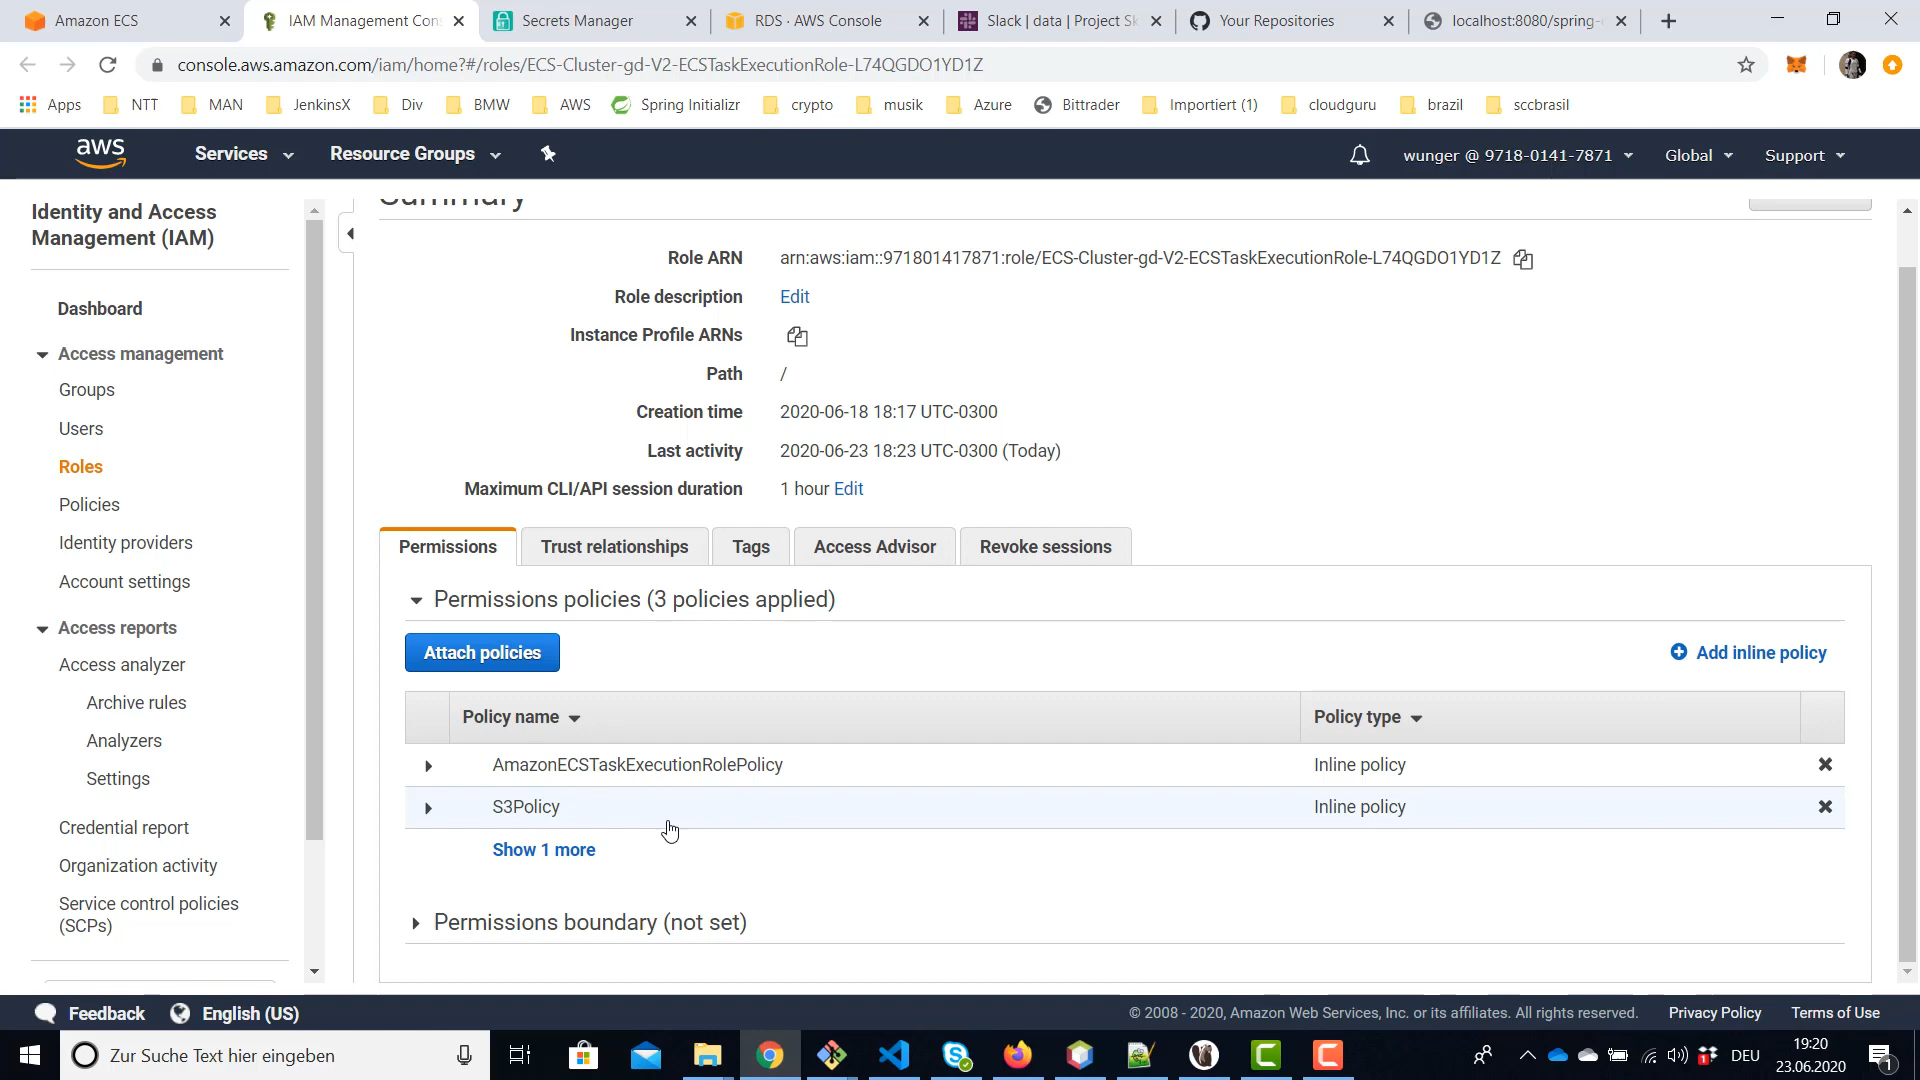 Amazon ECS
IAM Management Con
Secrets Manager
RDS · AWS Console
Slack | data | Project Sk
Your Repositories
localhost:8080/spring-
console.aws.amazon.com/iam/home?#/roles/ECS-Cluster-gd-V2-ECSTaskExecutionRole-L74QGDO1YD1Z
Apps
NTT
MAN
JenkinsX
Div
BMW
AWS
Spring Initializr
crypto
musik
Azure
Bittrader
Importiert (1)
cloudguru
brazil
sccbrasil
aws
Services
Resource Groups
wunger @ 9718-0141-7871
Global
Support
Identity and Access
Management (IAM)
Dashboard
Access management
Groups
Users
Roles
Policies
Identity providers
Account settings
Access reports
Access analyzer
Archive rules
Analyzers
Settings
Credential report
Organization activity
Service control policies
(SCPs)
Summary
Role ARN arn:aws:iam::971801417871:role/ECS-Cluster-gd-V2-ECSTaskExecutionRole-L74QGDO1YD1Z
Role description Edit
Instance Profile ARNs
Path /
Creation time 2020-06-18 18:17 UTC-0300
Last activity 2020-06-23 18:23 UTC-0300 (Today)
Maximum CLI/API session duration 1 hour Edit
Permissions
Trust relationships
Tags
Access Advisor
Revoke sessions
Permissions policies (3 policies applied)
Attach policies
Add inline policy
Policy name
Policy type
AmazonECSTaskExecutionRolePolicy Inline policy
S3Policy Inline policy
Show 1 more
Permissions boundary (not set)
Feedback
English (US)
© 2008 - 2020, Amazon Web Services, Inc. or its affiliates. All rights reserved.
Privacy Policy
Terms of Use
Zur Suche Text hier eingeben
DEU
19:20
23.06.2020
1